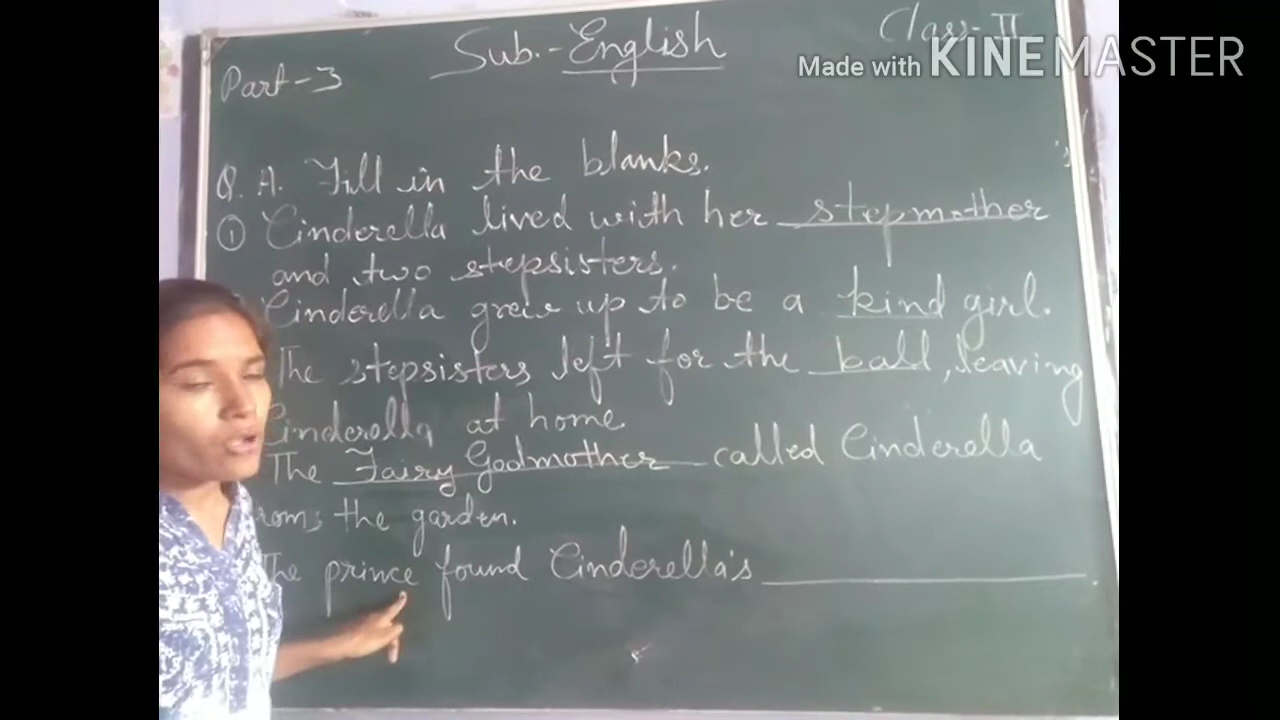 Sub.- English
Class-II
Made with KINEMASTER
Part-3
Q. A. Fill in the blanks.
① Cinderella lived with her stepmother
and two stepsisters.
Cinderella grew up to be a kind girl.
The stepsisters left for the ball, leaving
Cinderella at home
The Fairy Godmother called Cinderella
the garden.
The prince found Cinderella's ____________.